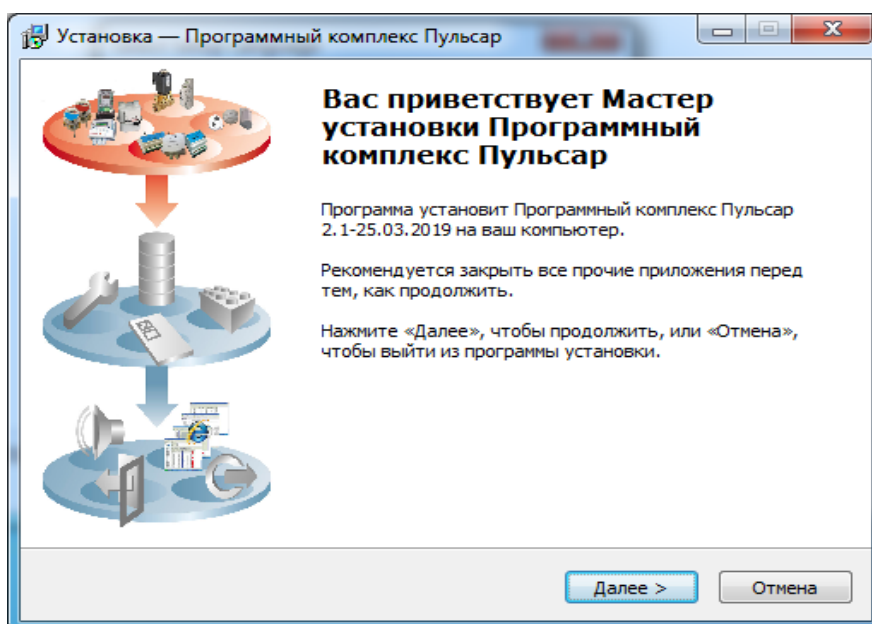 Установка — Программный комплекс Пульсар
Вас приветствует Мастер
установки Программный
комплекс Пульсар
Программа установит Программный комплекс Пульсар
2.1-25.03.2019 на ваш компьютер.
Рекомендуется закрыть все прочие приложения перед
тем, как продолжить.
Нажмите «Далее», чтобы продолжить, или «Отмена»,
чтобы выйти из программы установки.
Далее >
Отмена